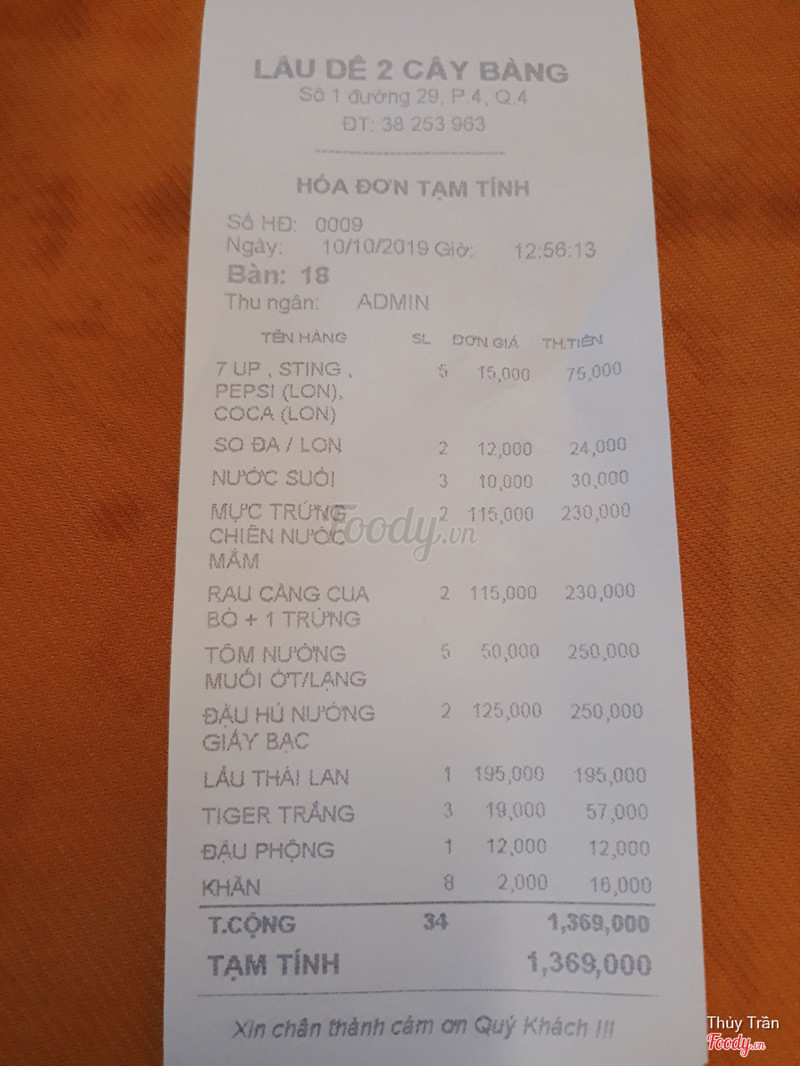 LẨU DÊ 2 CÂY BÀNG
Số 1 đường 29, P.4, Q.4
ĐT: 38 253 963
HÓA ĐƠN TẠM TÍNH
Số HĐ: 0009
Ngày: 10/10/2019 Giờ: 12:56:13
Bàn: 18
Thu ngân: ADMIN
TÊN HÀNG SL ĐƠN GIÁ TH.TIỀN
7 UP , STING , 5 15,000 75,000
PEPSI (LON),
COCA (LON)
SO ĐA / LON 2 12,000 24,000
NƯỚC SUỐI 3 10,000 30,000
MỰC TRỨNG 2 115,000 230,000
CHIÊN NƯỚC
MẮM
RAU CÀNG CUA 2 115,000 230,000
BÒ + 1 TRỨNG
TÔM NƯỚNG 5 50,000 250,000
MUỐI ỚT/LẠNG
ĐẬU HỦ NƯỚNG 2 125,000 250,000
GIẤY BẠC
LẨU THÁI LAN 1 195,000 195,000
TIGER TRẮNG 3 19,000 57,000
ĐẬU PHỘNG 1 12,000 12,000
KHĂN 8 2,000 16,000
T.CỘNG 34 1,369,000
TẠM TÍNH 1,369,000
Xin chân thành cảm ơn Quý Khách !!!
Foody.vn
Thủy Trần
Foody.vn